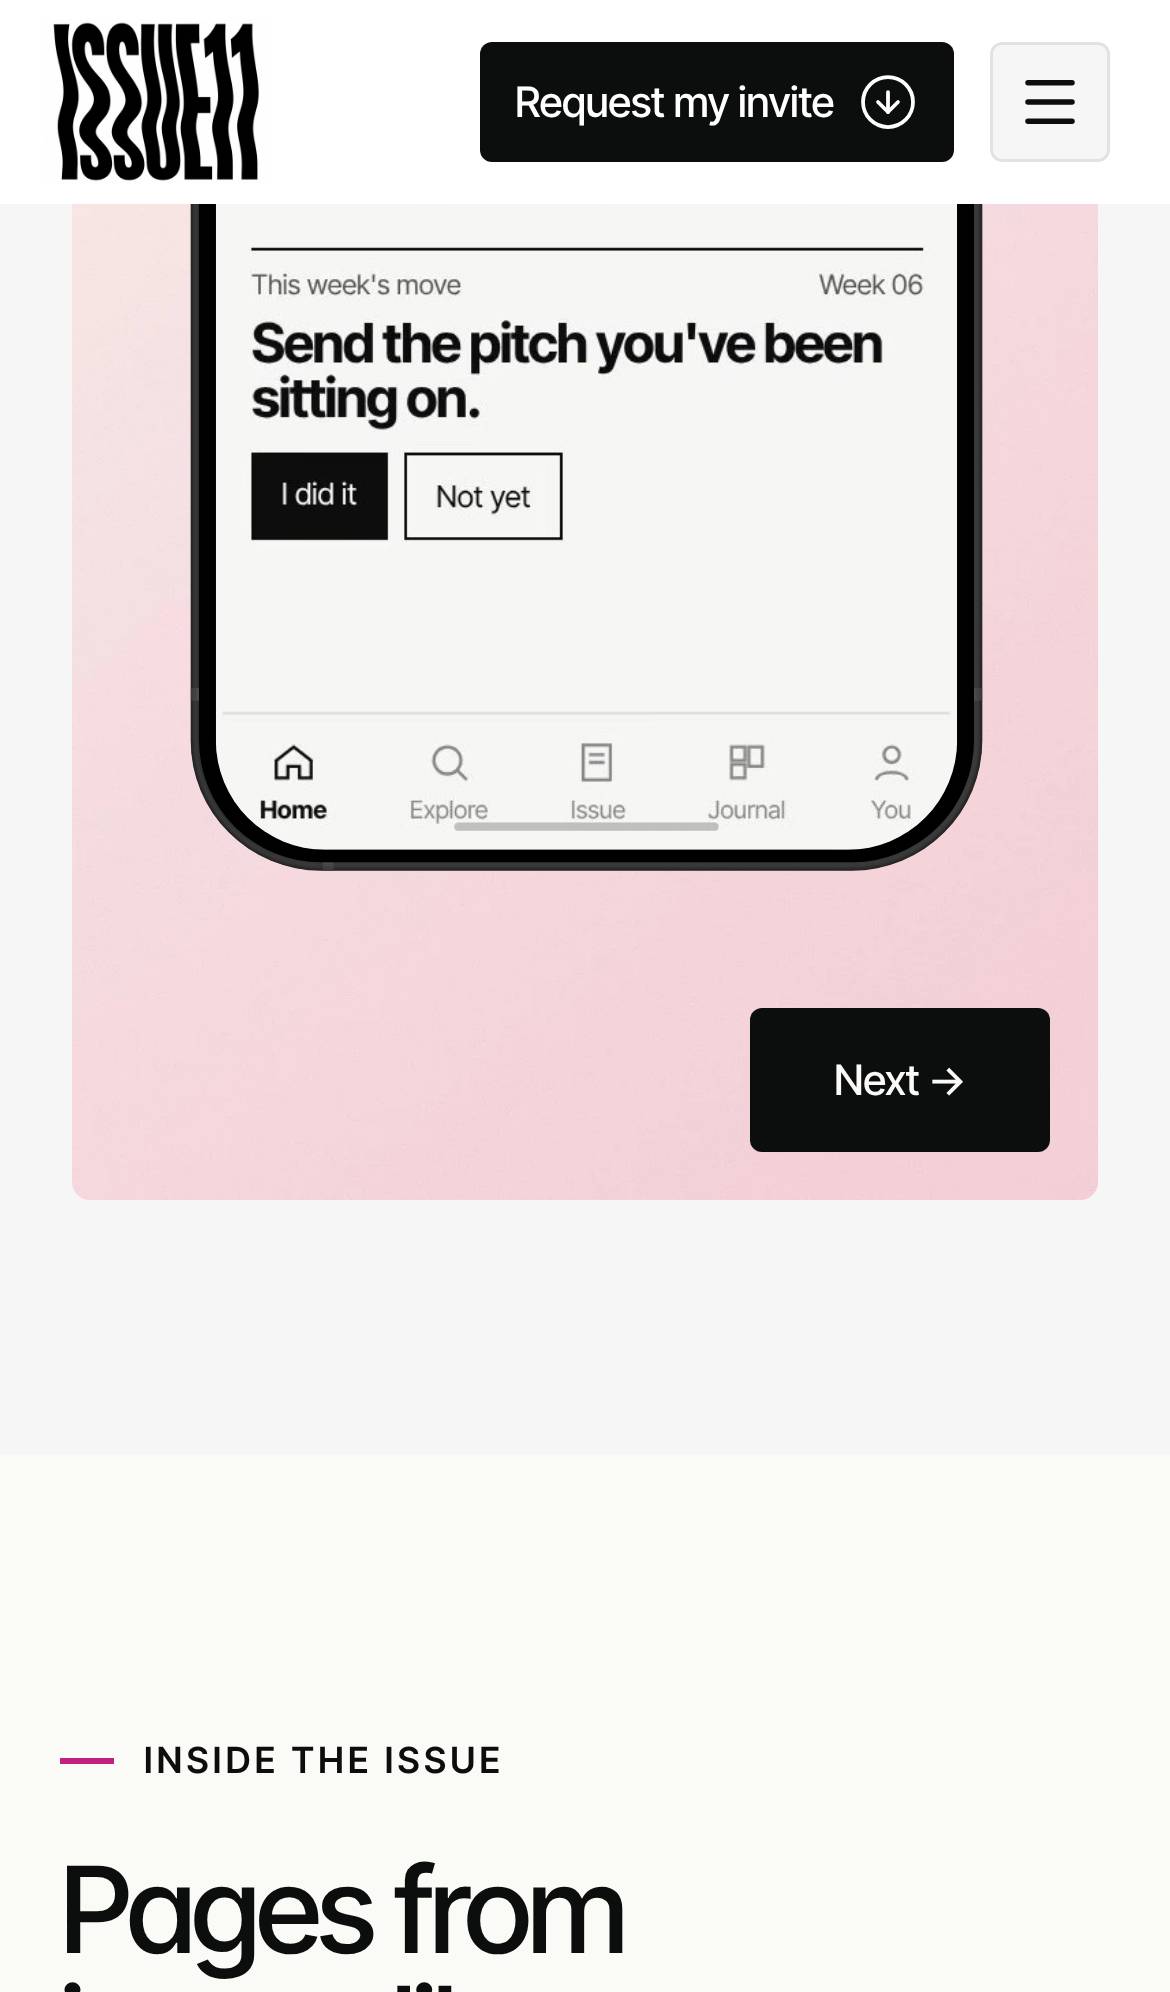 ISSUE11
Request my invite
This week's move
Week 06
Send the pitch you've been
sitting on.
I did it
Not yet
Home
Explore
Issue
Journal
You
Next →
INSIDE THE ISSUE
Pages from